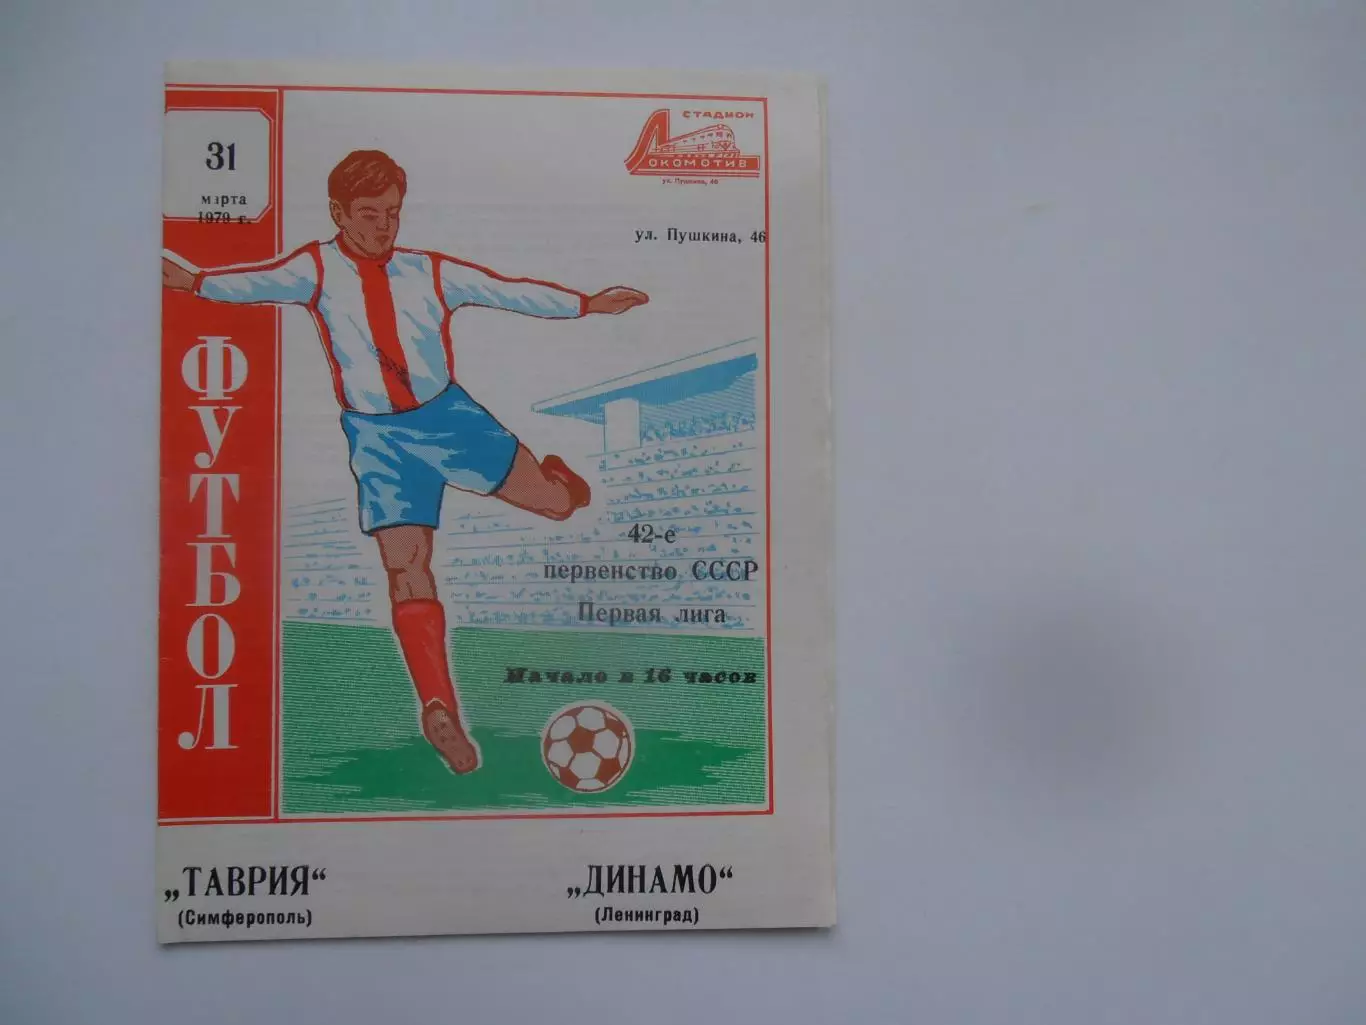 31
марта
1979 г.
СТАДИОН
ЛОКОМОТИВ
ул. Пушкина, 46
ул. Пушкина, 46
ФУТБОЛ
42-е
первенство СССР
Первая лига
Начало в 16 часов
„ТАВРИЯ“
(Симферополь)
„ДИНАМО“
(Ленинград)